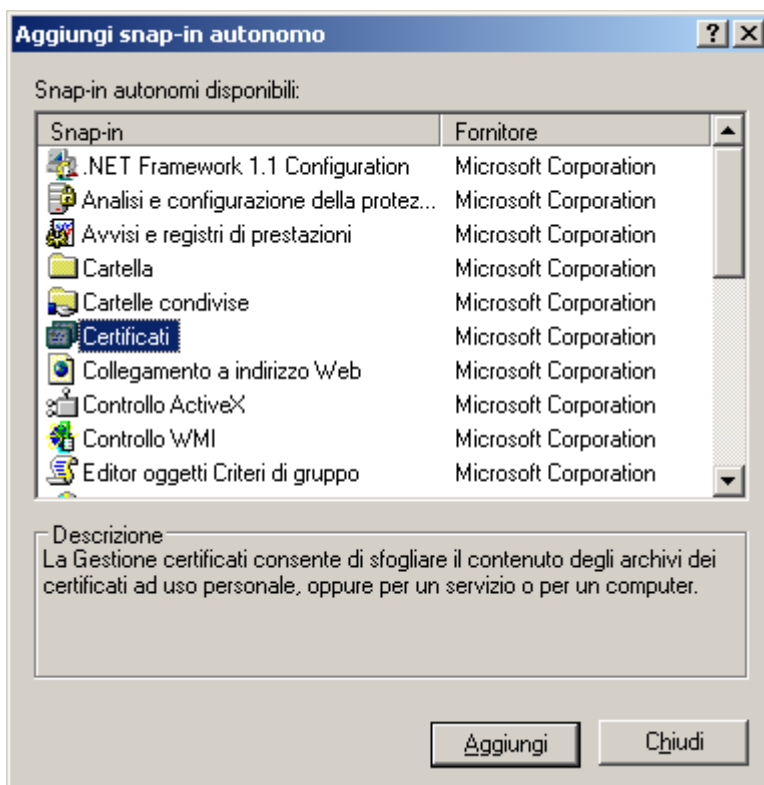 Aggiungi snap-in autonomo
Snap-in autonomi disponibili:
Snap-in Fornitore
.NET Framework 1.1 Configuration Microsoft Corporation
Analisi e configurazione della protez... Microsoft Corporation
Avvisi e registri di prestazioni Microsoft Corporation
Cartella Microsoft Corporation
Cartelle condivise Microsoft Corporation
Certificati Microsoft Corporation
Collegamento a indirizzo Web Microsoft Corporation
Controllo ActiveX Microsoft Corporation
Controllo WMI Microsoft Corporation
Editor oggetti Criteri di gruppo Microsoft Corporation
Descrizione
La Gestione certificati consente di sfogliare il contenuto degli archivi dei
certificati ad uso personale, oppure per un servizio o per un computer.
Aggiungi Chiudi